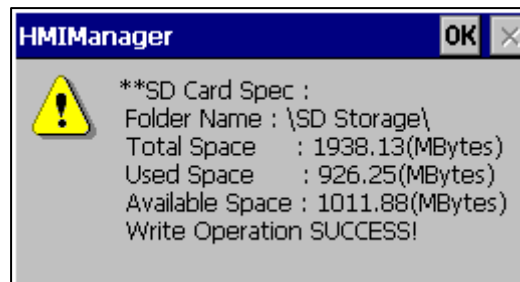 HMIManager OK
**SD Card Spec :
Folder Name : \SD Storage\
Total Space : 1938.13(MBytes)
Used Space : 926.25(MBytes)
Available Space : 1011.88(MBytes)
Write Operation SUCCESS!